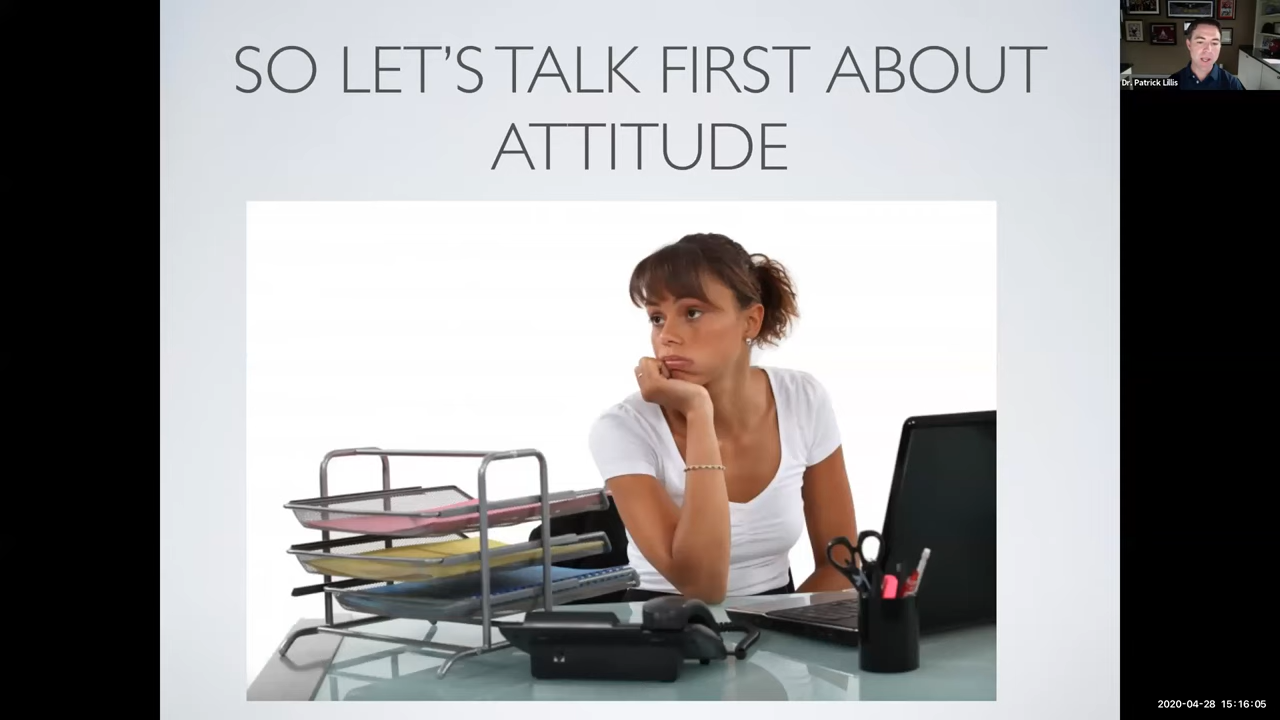 SO LET'S TALK FIRST ABOUT
ATTITUDE
Dr. Patrick Lillis
2020-04-28 15:16:05